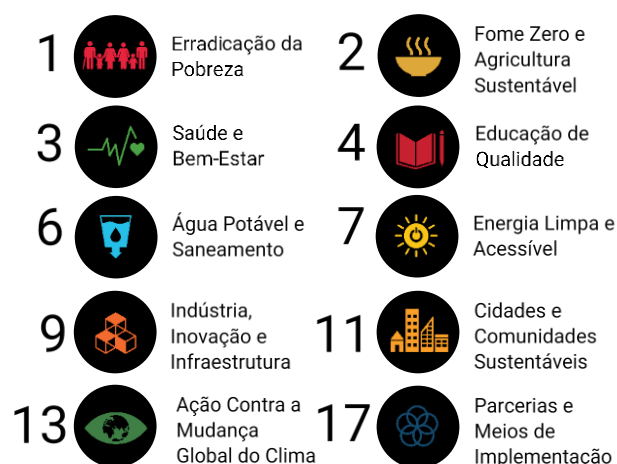 1 Erradicação da
Pobreza
2 Fome Zero e
Agricultura
Sustentável
3 Saúde e
Bem-Estar
4 Educação de
Qualidade
6 Água Potável e
Saneamento
7 Energia Limpa e
Acessível
9 Indústria,
Inovação e
Infraestrutura
11 Cidades e
Comunidades
Sustentáveis
13 Ação Contra a
Mudança
Global do Clima
17 Parcerias e
Meios de
Implementação